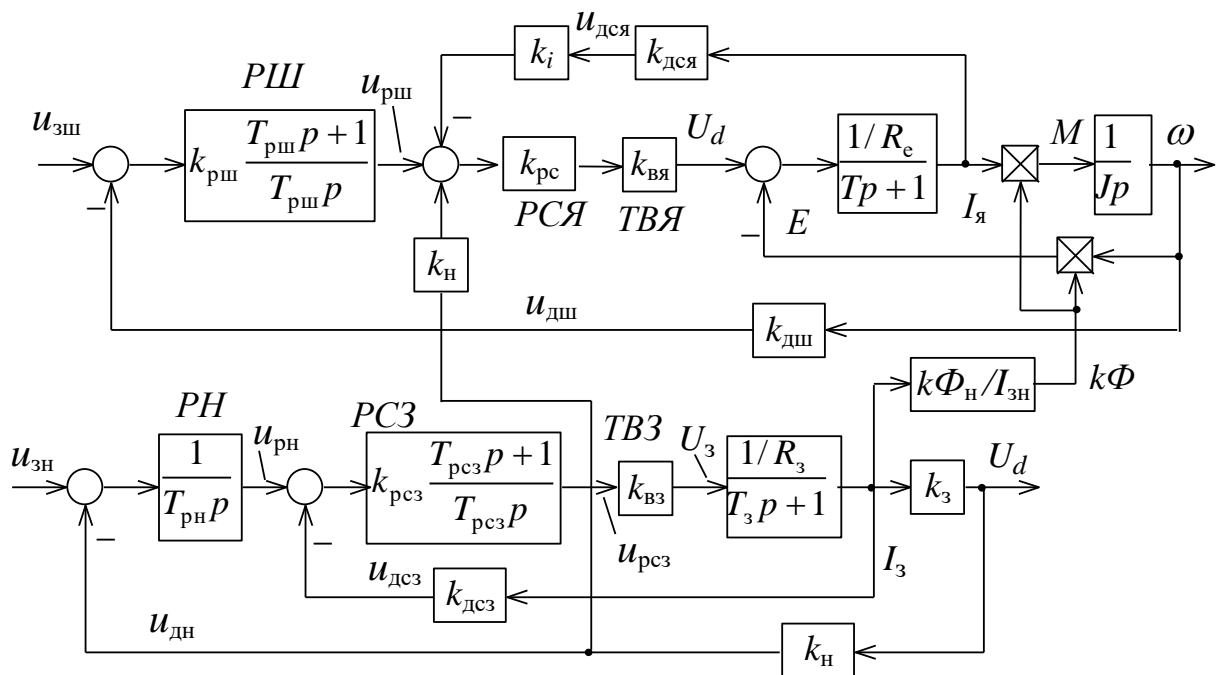 u_дся
k_i
k_дся
РШ
u_рш
u_зш
−
k_рш (T_рш p + 1)/(T_рш p)
U_d
(1/R_е)/(Tp + 1)
M
1/(Jp)
ω
k_рс
k_вя
РСЯ
ТВЯ
I_я
−
E
−
k_н
u_дш
k_дш
kФ_н/I_зн
kФ
РН
РСЗ
ТВЗ
u_рн
U_з
U_d
u_зн
1/(T_рн p)
k_рсз (T_рсз p + 1)/(T_рсз p)
k_вз
(1/R_з)/(T_з p + 1)
k_з
−
−
u_рсз
I_з
u_дсз
k_дсз
u_дн
k_н